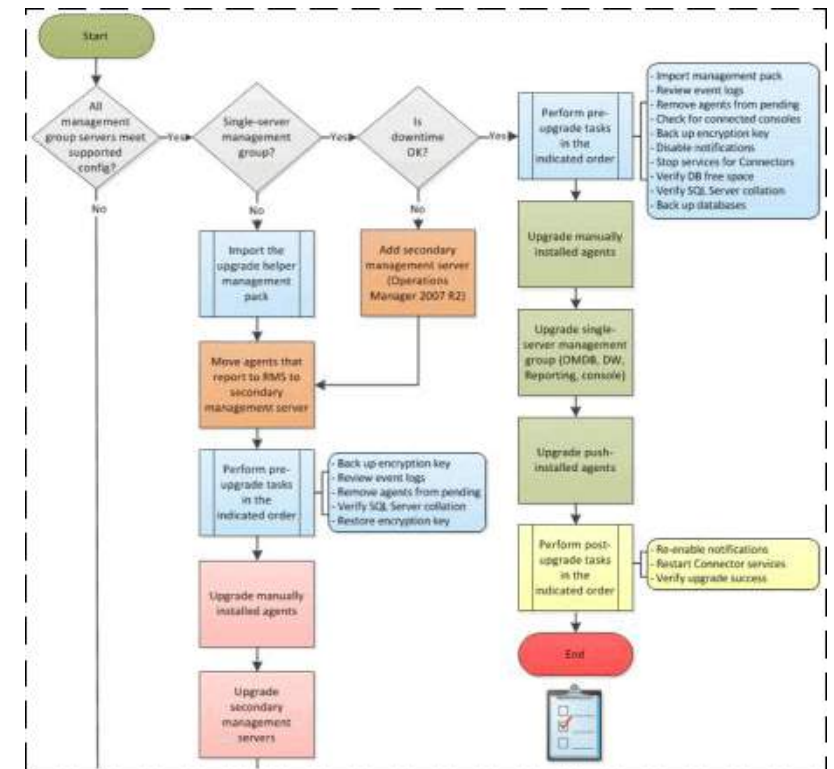 Start
All
management
group servers meet
supported
config?
Yes
Single-server
management
group?
Yes
Is
downtime
OK?
Yes
Perform pre-
upgrade tasks
in the
indicated order
- Import management pack
- Review event logs
- Remove agents from pending
- Check for connected consoles
- Back up encryption key
- Disable notifications
- Stop services for Connectors
- Verify DB free space
- Verify SQL Server collation
- Back up databases
No
No
No
Import the
upgrade helper
management
pack
Add secondary
management server
(Operations
Manager 2007 R2)
Upgrade manually
installed agents
Move agents that
report to RMS to
secondary
management server
Upgrade single-
server management
group (OMDB, DW,
Reporting, console)
Perform pre-
upgrade tasks
in the
indicated order
- Back up encryption key
- Review event logs
- Remove agents from pending
- Verify SQL Server collation
- Restore encryption key
Upgrade push-
installed agents
Upgrade manually
installed agents
Perform post-
upgrade tasks
in the
indicated order
- Re-enable notifications
- Restart Connector services
- Verify upgrade success
Upgrade
secondary
management
servers
End